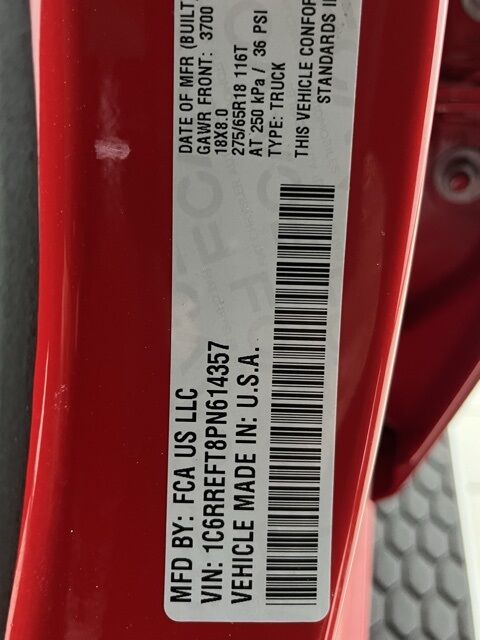 MFD BY: FCA US LLC
VIN: 1C6RREFT8PN614357
VEHICLE MADE IN: U.S.A.
DATE OF MFR (BUILT
GAWR FRONT: 3700
18X8.0
275/65R18 116T
AT 250 kPa / 36 PSI
TYPE: TRUCK
THIS VEHICLE CONFOR
STANDARDS I